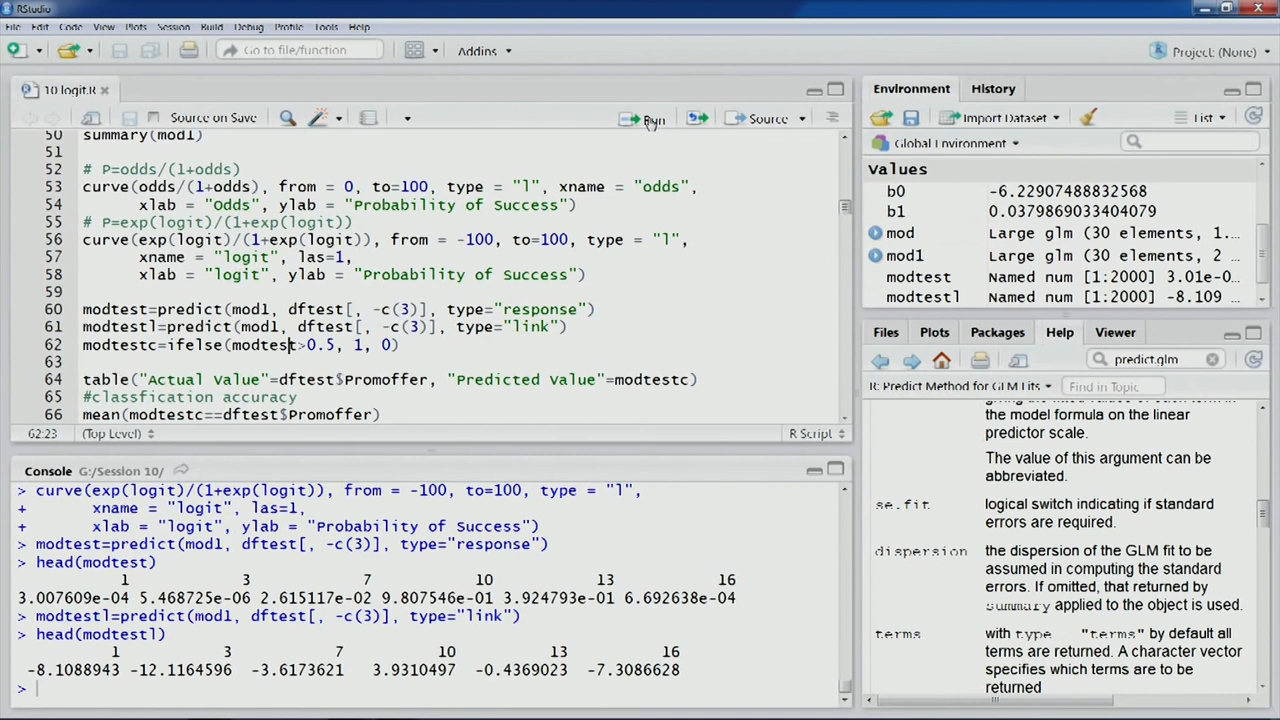 RStudio
File Edit Code View Plots Session Build Debug Profile Tools Help
Go to file/function Addins Project: (None)
10 logit.R
Source on Save Run Source
50 summary(mod1)
51
52 # P=odds/(1+odds)
53 curve(odds/(1+odds), from = 0, to=100, type = "l", xname = "odds",
54 xlab = "Odds", ylab = "Probability of Success")
55 # P=exp(logit)/(1+exp(logit))
56 curve(exp(logit)/(1+exp(logit)), from = -100, to=100, type = "l",
57 xname = "logit", las=1,
58 xlab = "logit", ylab = "Probability of Success")
59
60 modtest=predict(mod1, dftest[, -c(3)], type="response")
61 modtestl=predict(mod1, dftest[, -c(3)], type="link")
62 modtestc=ifelse(modtest>0.5, 1, 0)
63
64 table("Actual Value"=dftest$Promoffer, "Predicted Value"=modtestc)
65 #classfication accuracy
66 mean(modtestc==dftest$Promoffer)
62:23 (Top Level) R Script
Console G:/Session 10/
> curve(exp(logit)/(1+exp(logit)), from = -100, to=100, type = "l",
+ xname = "logit", las=1,
+ xlab = "logit", ylab = "Probability of Success")
> modtest=predict(mod1, dftest[, -c(3)], type="response")
> head(modtest)
1 3 7 10 13 16
3.007609e-04 5.468725e-06 2.615117e-02 9.807546e-01 3.924793e-01 6.692638e-04
> modtestl=predict(mod1, dftest[, -c(3)], type="link")
> head(modtestl)
1 3 7 10 13 16
-8.1088943 -12.1164596 -3.6173621 3.9310497 -0.4369023 -7.3086628
>
Environment History
Import Dataset List
Global Environment
Values
b0 -6.22907488832568
b1 0.0379869033404079
mod Large glm (30 elements, 1.…
mod1 Large glm (30 elements, 2 …
modtest Named num [1:2000] 3.01e-0…
modtestl Named num [1:2000] -8.109 …
Files Plots Packages Help Viewer
predict.glm
R: Predict Method for GLM Fits Find in Topic
the model formula on the linear
predictor scale.
The value of this argument can be
abbreviated.
se.fit logical switch indicating if standard
errors are required.
dispersion the dispersion of the GLM fit to be
assumed in computing the standard
errors. If omitted, that returned by
summary applied to the object is used.
terms with type "terms" by default all
terms are returned. A character vector
specifies which terms are to be
returned